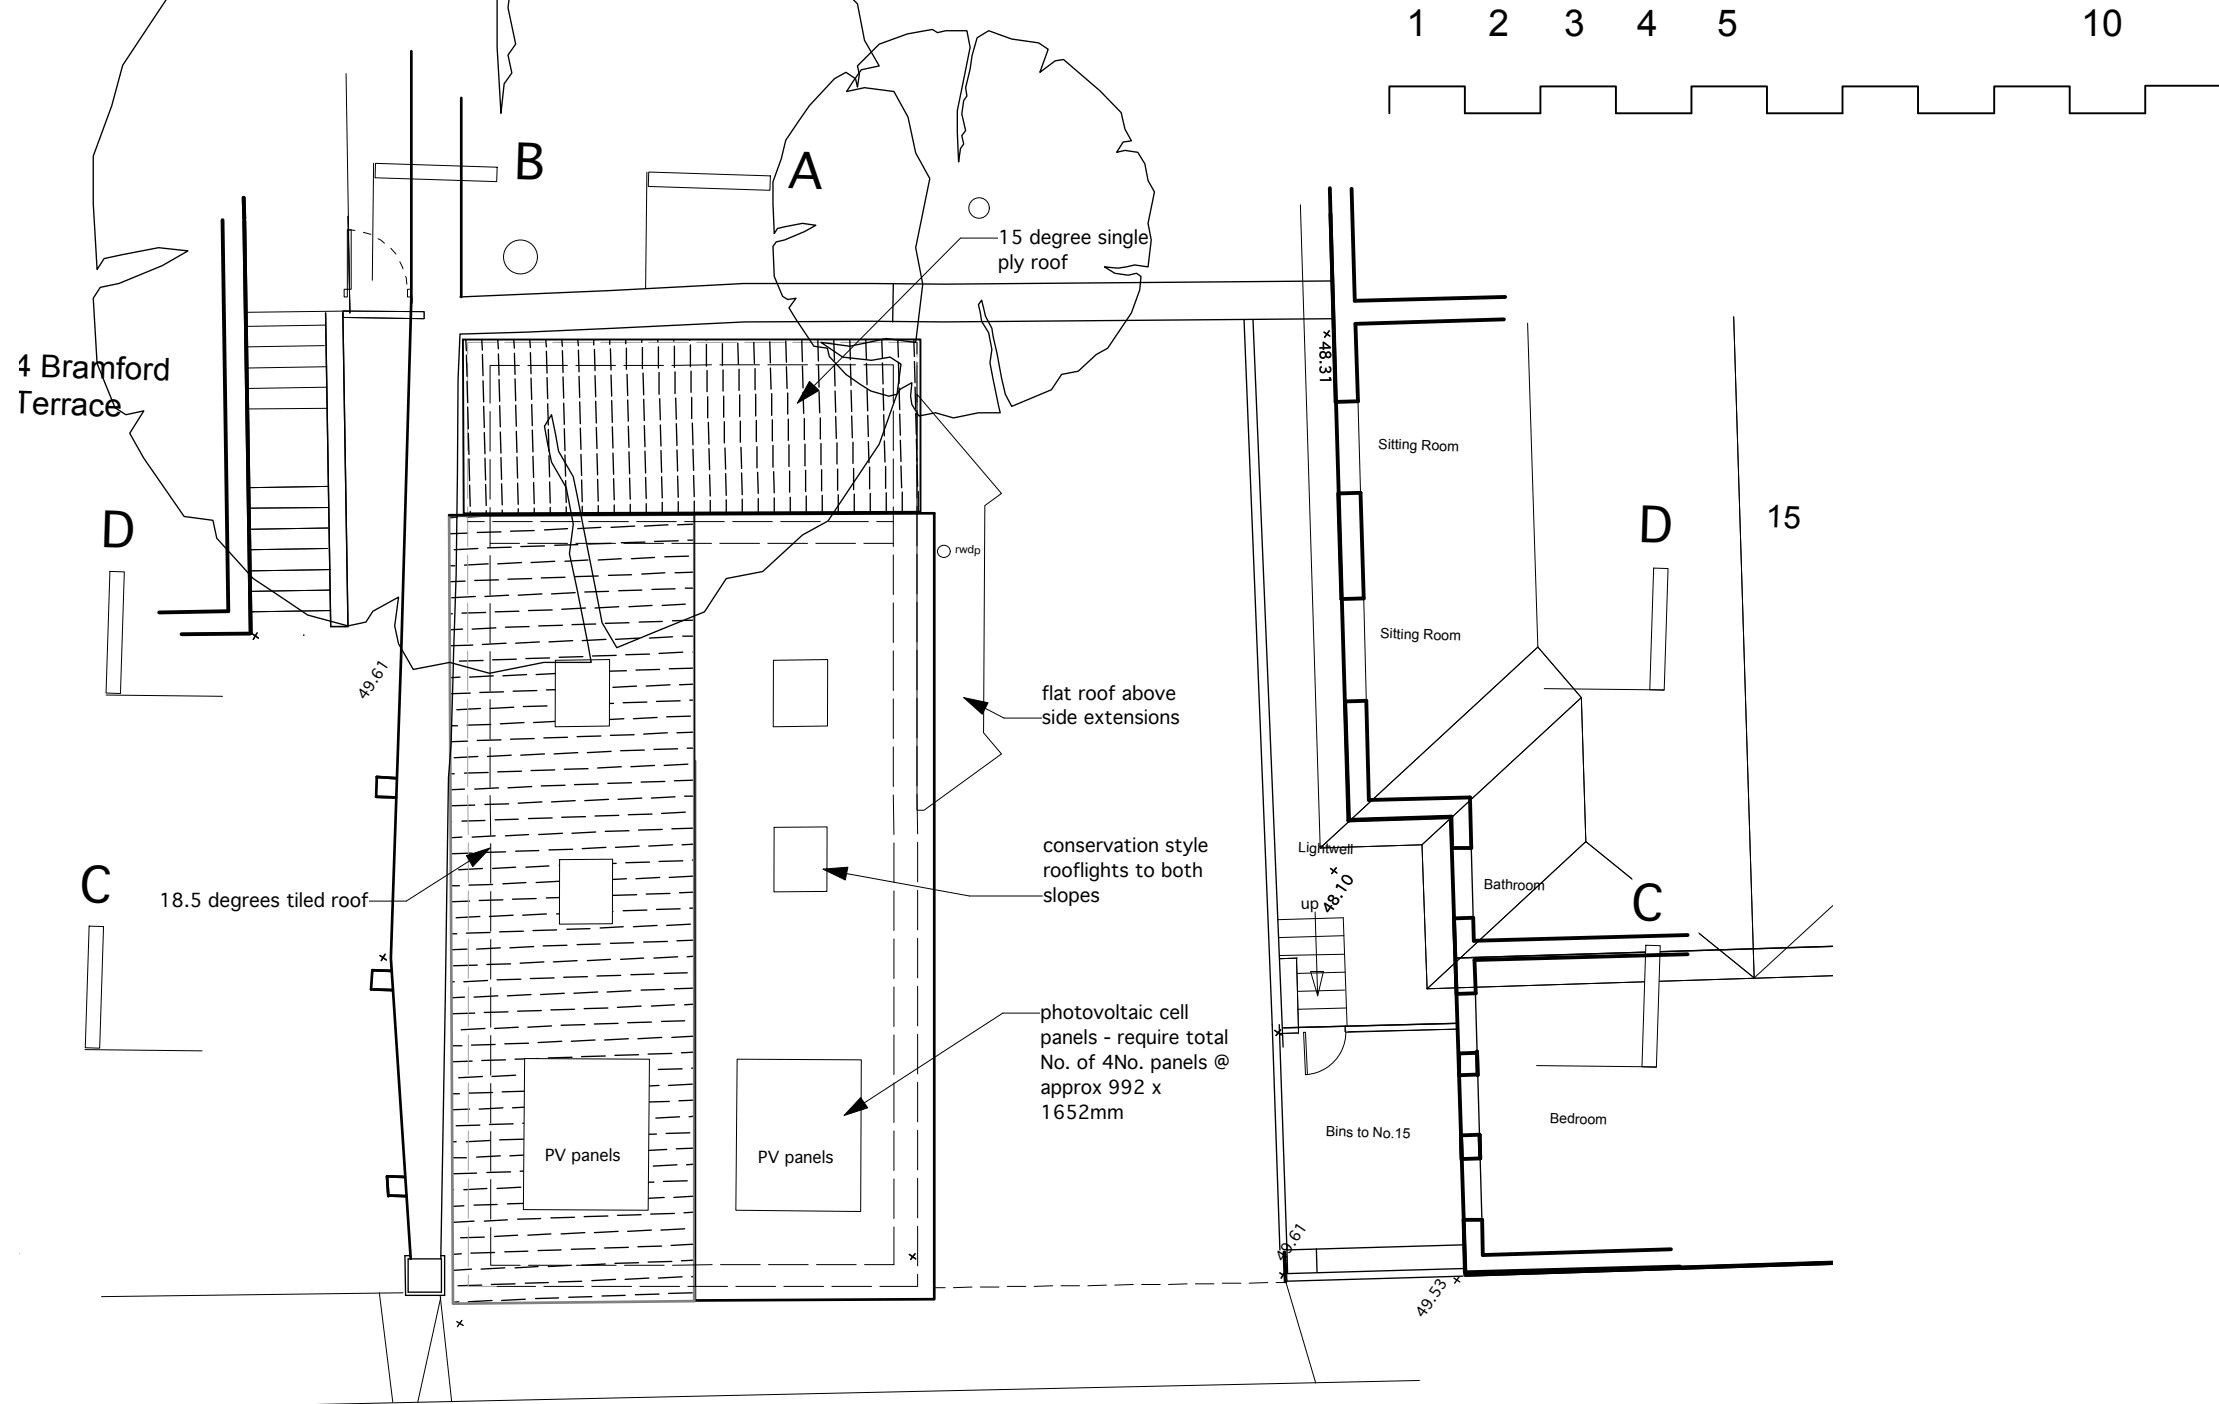 1 2 3 4 5 10
B
A
15 degree single
ply roof
4 Bramford
Terrace
48.31
Sitting Room
D
D
15
rwdp
Sitting Room
49.61
flat roof above
side extensions
conservation style
rooflights to both
slopes
Lightwell
C
18.5 degrees tiled roof
up
48.10
Bathroom
C
photovoltaic cell
panels - require total
No. of 4No. panels @
approx 992 x
1652mm
PV panels
PV panels
Bins to No.15
Bedroom
49.61
49.53